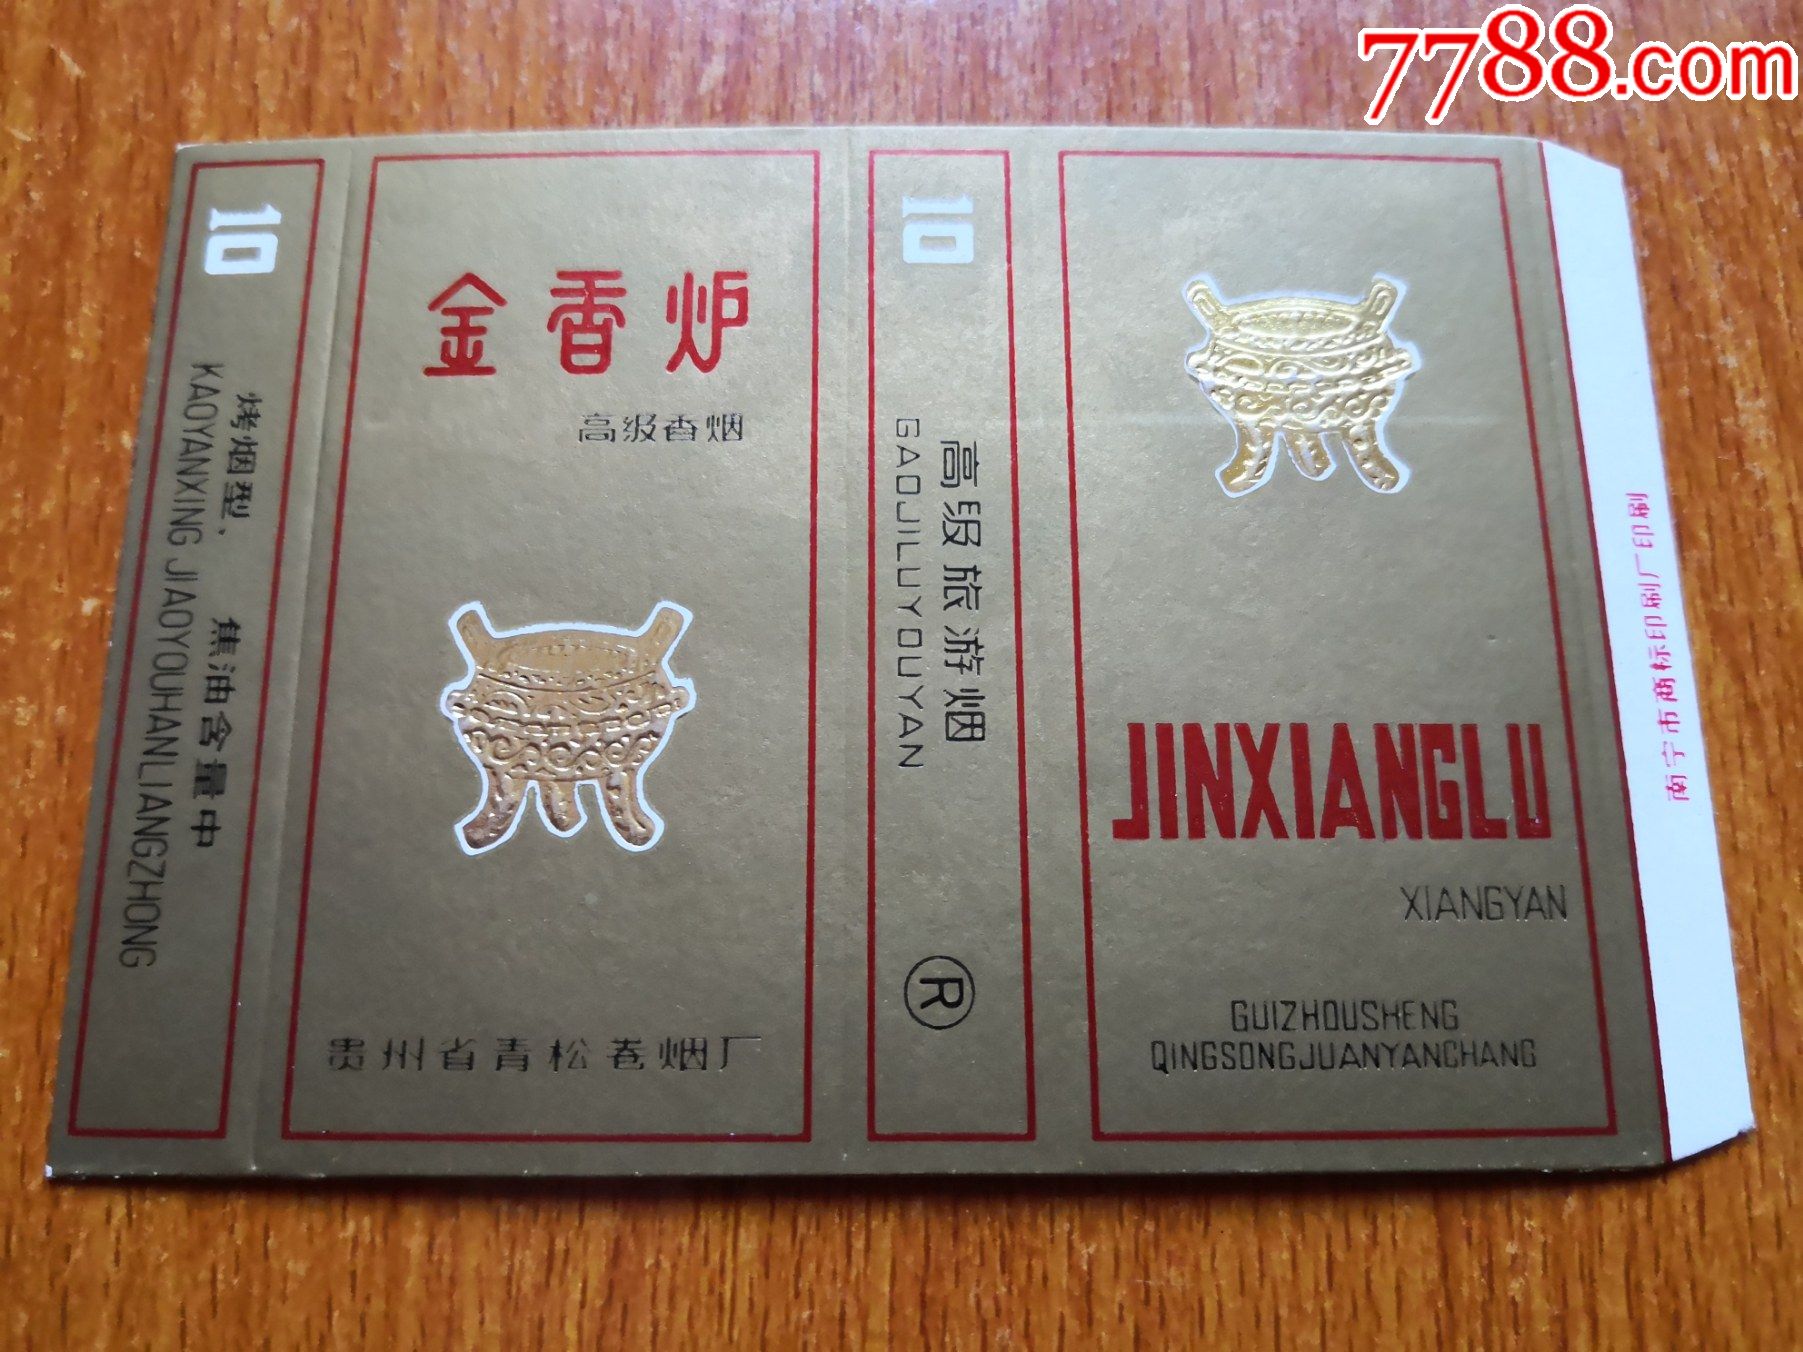 7788.com
10
烤烟型、 焦油含量中
KAOYANXING JIAOYOUHANLIANGZHONG
金香炉
高级香烟
贵州省青松卷烟厂
10
高级旅游烟
GAOJILUYOUYAN
R
JINXIANGLU
XIANGYAN
GUIZHOUSHENG
QINGSONGJUANYANCHANG
南宁市商标印刷厂印刷